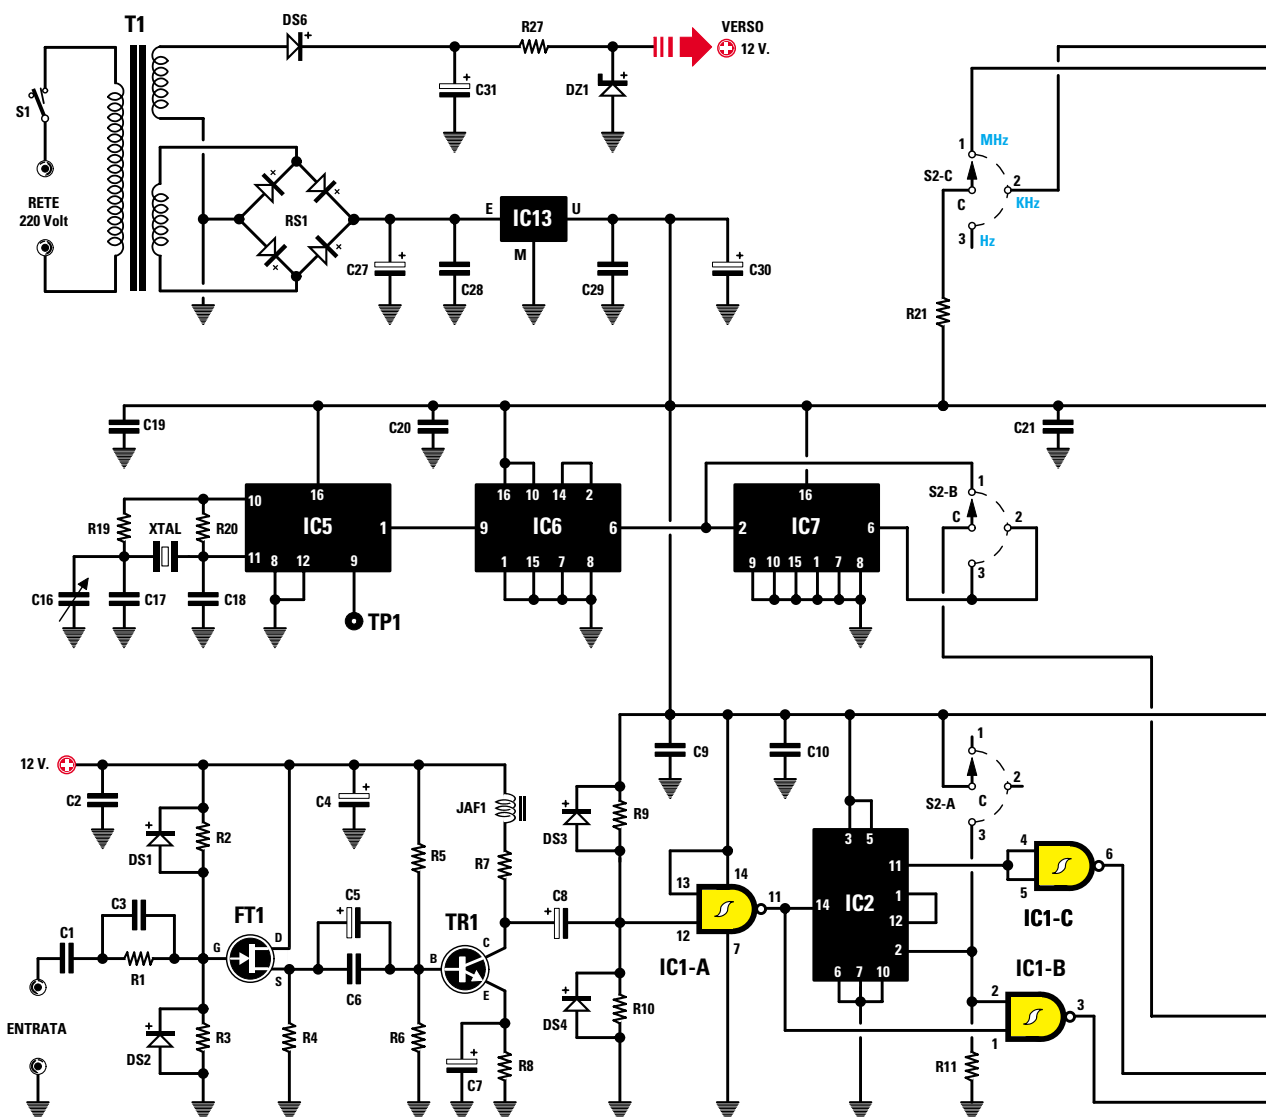 T1
DS6
R27
VERSO
12 V.
S1
C31
DZ1
RETE
220 Volt
RS1
E
IC13
U
M
C27
C28
C29
C30
1
MHz
S2-C
2
C
KHz
3
Hz
R21
C19
C20
C21
R19
XTAL
R20
10
16
IC5
1
11
8
12
9
C16
C17
C18
TP1
16
10
14
2
9
IC6
6
1
15
7
8
16
2
IC7
6
9
10
15
1
7
8
S2-B
1
C
2
3
12 V.
C2
DS1
R2
C4
R5
JAF1
R7
DS3
R9
C9
C10
S2-A
1
C
2
3
C1
C3
R1
G
FT1
D
S
C5
C6
B
TR1
C
E
C8
13
14
12
11
7
IC1-A
3
5
14
IC2
11
1
12
2
6
7
10
4
5
6
IC1-C
IC1-B
2
1
3
ENTRATA
DS2
R3
R4
R6
C7
R8
DS4
R10
R11